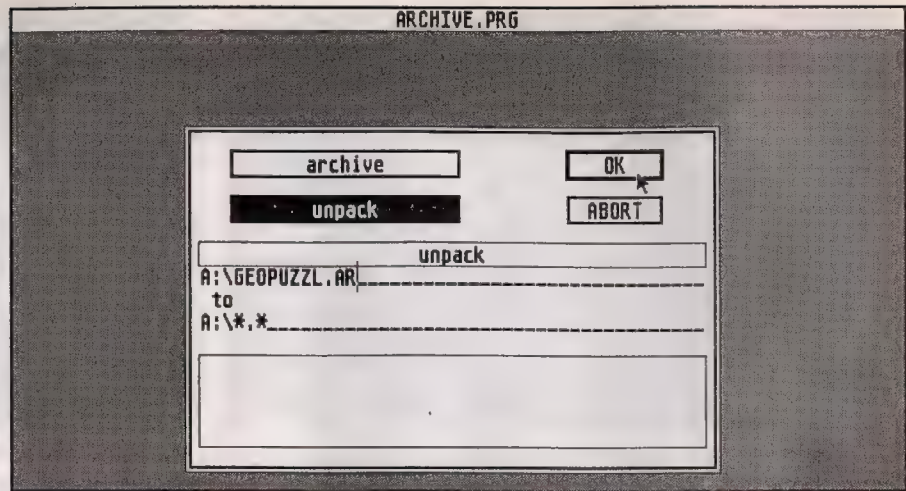 ARCHIVE.PRG
archive
OK
unpack
ABORT
unpack
A:\GEOPUZZL.AR
to
A:\*.*